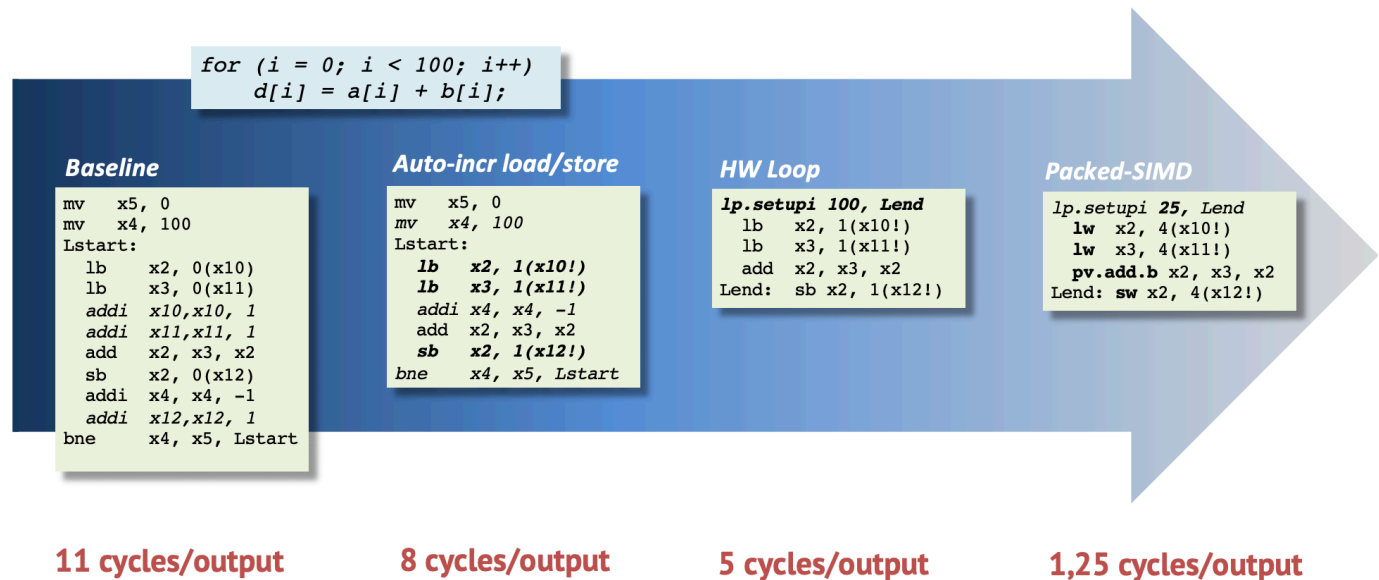 for (i = 0; i < 100; i++)
d[i] = a[i] + b[i];
Baseline
mv x5, 0
mv x4, 100
Lstart:
lb x2, 0(x10)
lb x3, 0(x11)
addi x10,x10, 1
addi x11,x11, 1
add x2, x3, x2
sb x2, 0(x12)
addi x4, x4, -1
addi x12,x12, 1
bne x4, x5, Lstart
11 cycles/output
Auto-incr load/store
mv x5, 0
mv x4, 100
Lstart:
lb x2, 1(x10!)
lb x3, 1(x11!)
addi x4, x4, -1
add x2, x3, x2
sb x2, 1(x12!)
bne x4, x5, Lstart
8 cycles/output
HW Loop
lp.setupi 100, Lend
lb x2, 1(x10!)
lb x3, 1(x11!)
add x2, x3, x2
Lend: sb x2, 1(x12!)
5 cycles/output
Packed-SIMD
lp.setupi 25, Lend
lw x2, 4(x10!)
lw x3, 4(x11!)
pv.add.b x2, x3, x2
Lend: sw x2, 4(x12!)
1,25 cycles/output